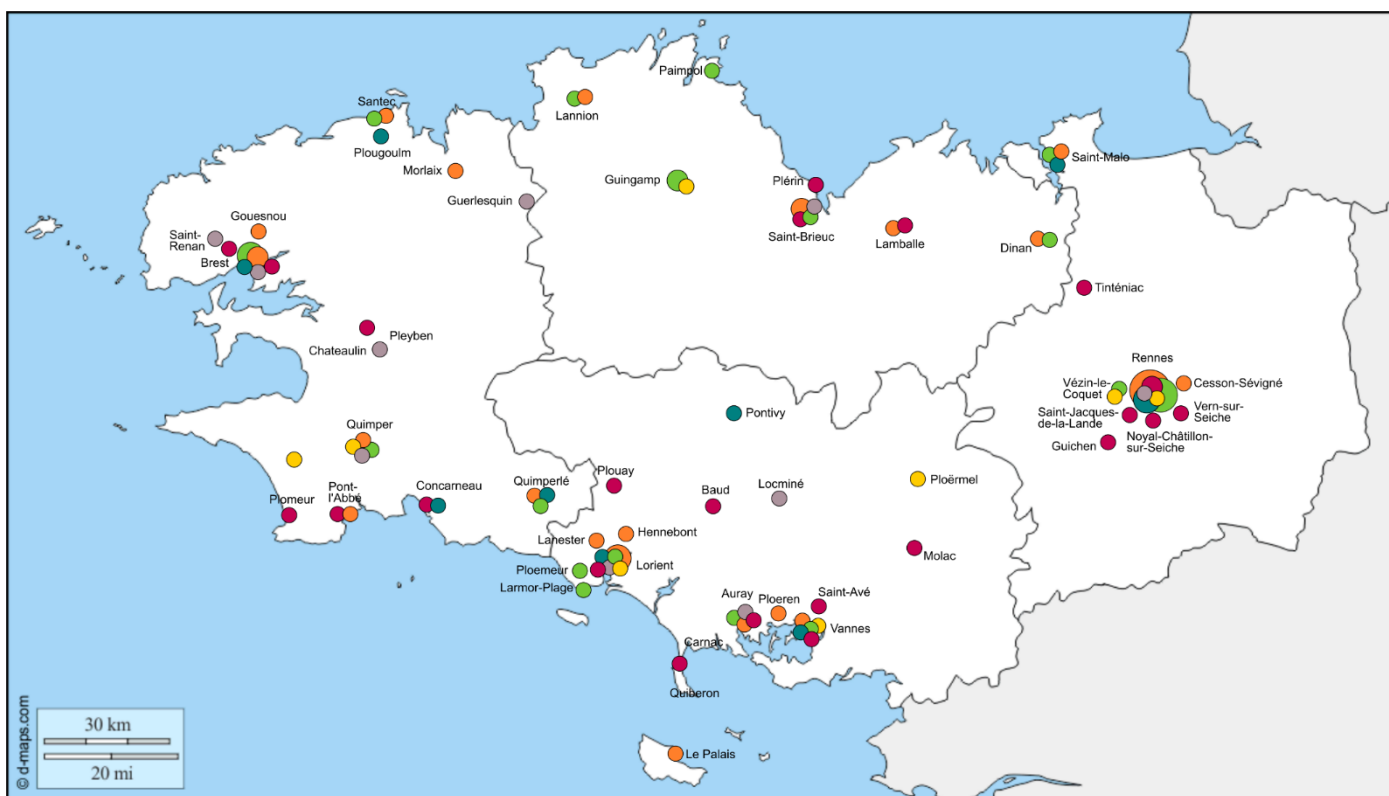 Paimpol
Santec
Lannion
Plougoulm
Saint-Malo
Morlaix
Guingamp
Plérin
Guerlesquin
Gouesnou
Saint-
Renan
Brest
Saint-Brieuc
Lamballe
Dinan
Tinténiac
Pleyben
Chateaulin
Rennes
Vézin-le-
Coquet
Cesson-Sévigné
Saint-Jacques-
de-la-Lande
Vern-sur-
Seiche
Guichen
Noyal-Châtillon-
sur-Seiche
Pontivy
Quimper
Plomeur
Pont-
l'Abbé
Concarneau
Quimperlé
Plouay
Baud
Locminé
Ploërmel
Lanester
Hennebont
Ploemeur
Lorient
Larmor-Plage
Molac
Auray
Ploeren
Saint-Avé
Vannes
Carnac
Quiberon
Le Palais
30 km
20 mi
© d-maps.com